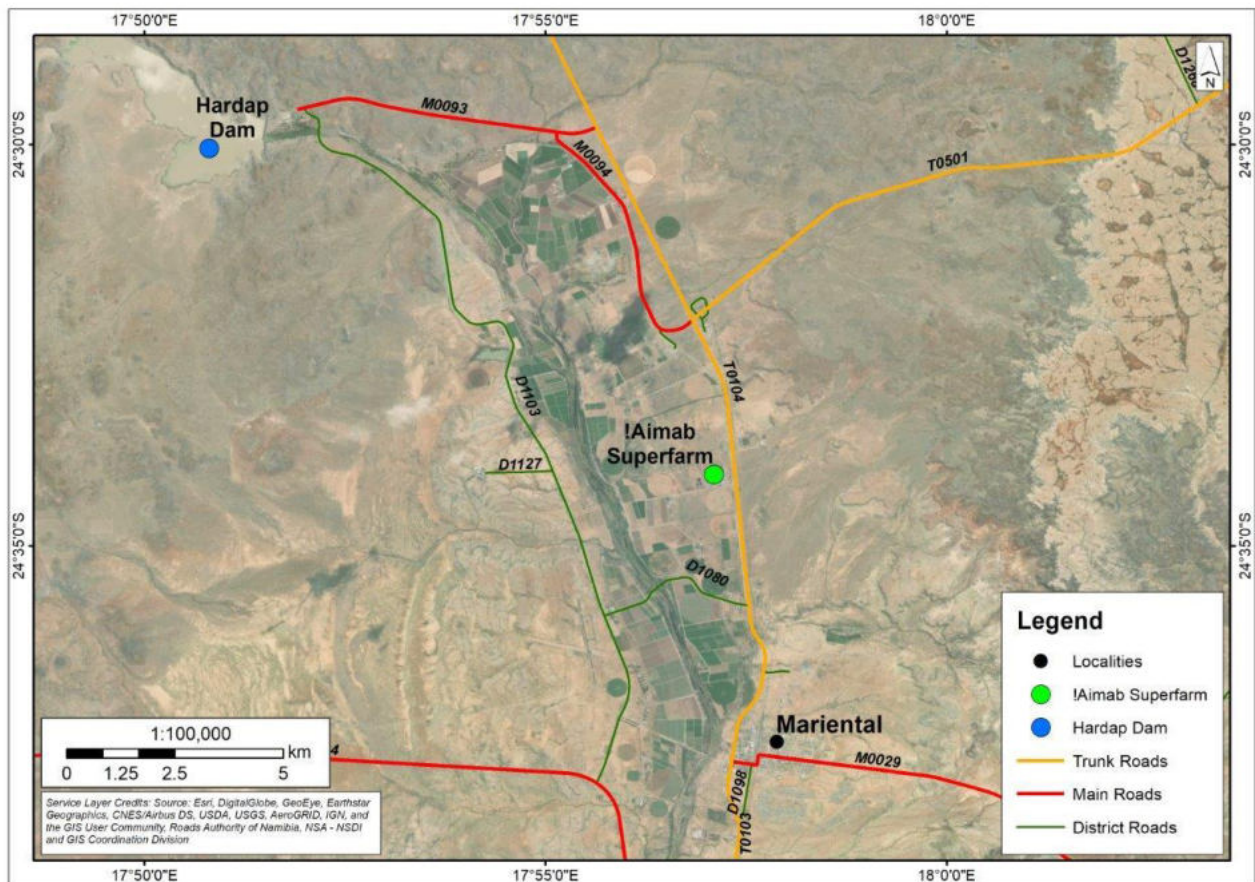 17°50'0"E
17°55'0"E
18°0'0"E
24°30'0"S
24°30'0"S
24°35'0"S
24°35'0"S
N
Hardap
Dam
M0093
M0094
T0501
T0104
D1103
!Aimab
Superfarm
D1127
D1080
Mariental
M0029
D1098
T0103
1:100,000
km
0 1.25 2.5 5
Service Layer Credits: Source: Esri, DigitalGlobe, GeoEye, Earthstar
Geographics, CNES/Airbus DS, USDA, USGS, AeroGRID, IGN, and
the GIS User Community, Roads Authority of Namibia, NSA - NSDI
and GIS Coordination Division
Legend
Localities
!Aimab Superfarm
Hardap Dam
Trunk Roads
Main Roads
District Roads
17°50'0"E
17°55'0"E
18°0'0"E